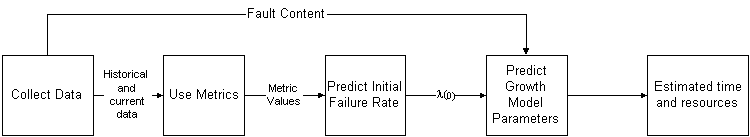 Fault Content
Collect Data
Historical
and
current
data
Use Metrics
Metric
Values
Predict Initial
Failure Rate
λ(0)
Predict
Growth
Model
Parameters
Estimated time
and resources